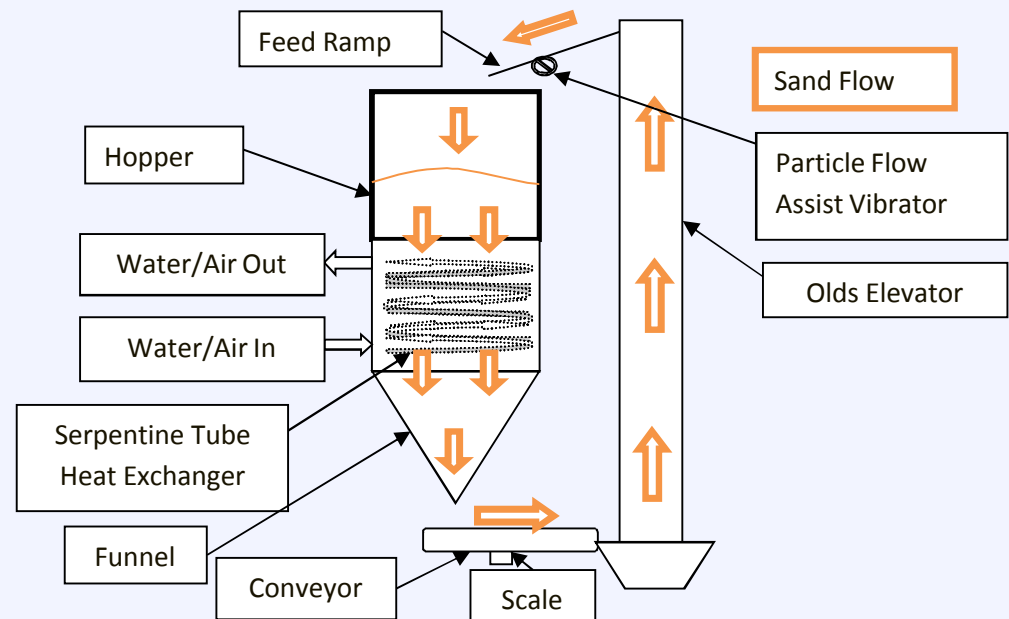 Feed Ramp
Sand Flow
Hopper
Particle Flow
Assist Vibrator
Water/Air Out
Olds Elevator
Water/Air In
Serpentine Tube
Heat Exchanger
Funnel
Conveyor
Scale